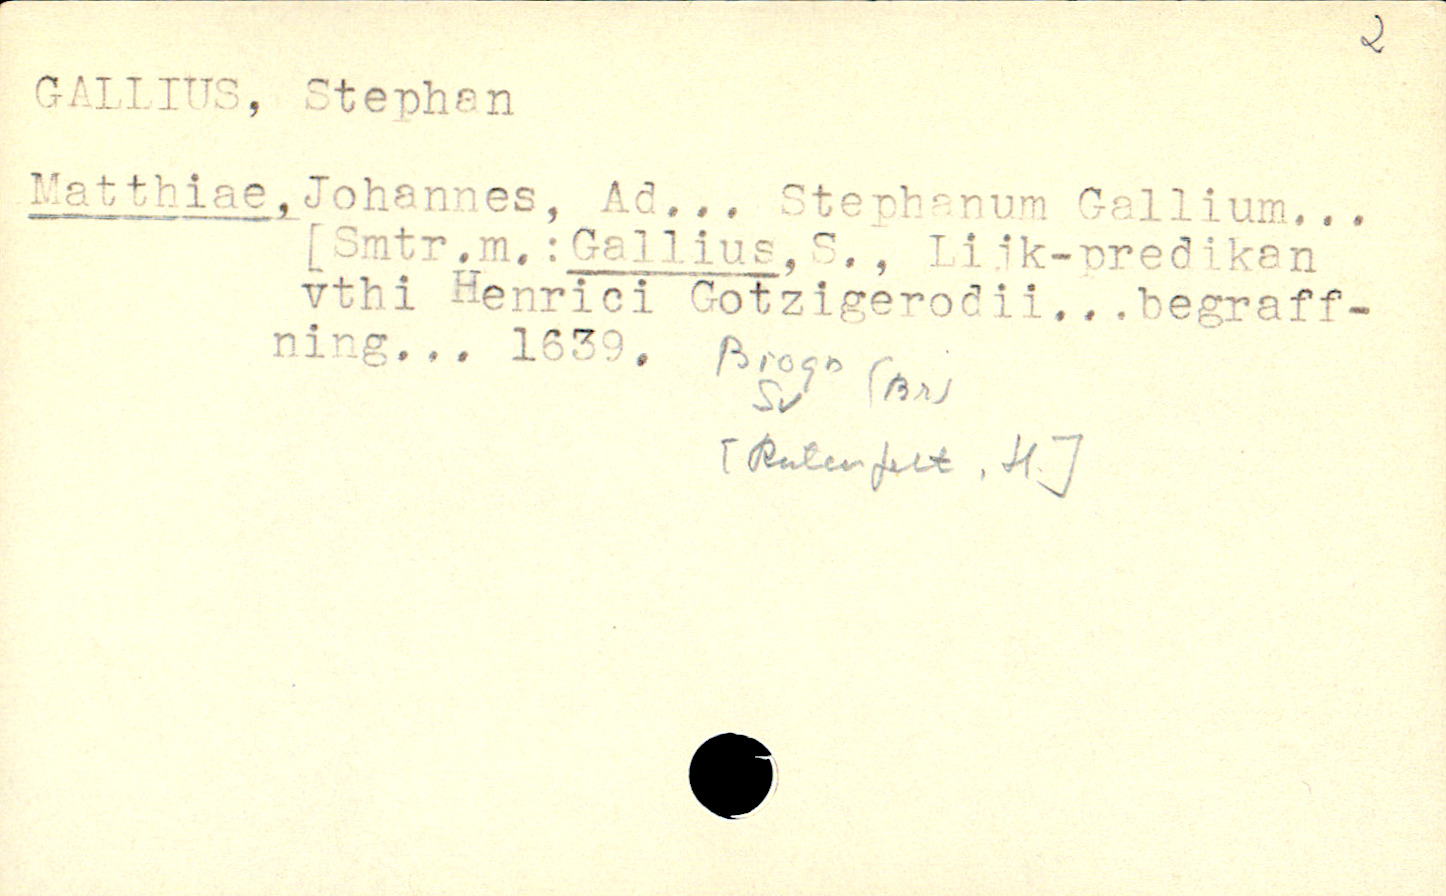 2
GALLIUS, Stephan
Matthiae, Johannes, Ad... Stephanum Gallium...
[Smtr.m.: Gallius, S., Lijk-predikan
vthi Henrici Gotzigerodii...begraff-
ning... 1639. Biogr
Sv (Br)